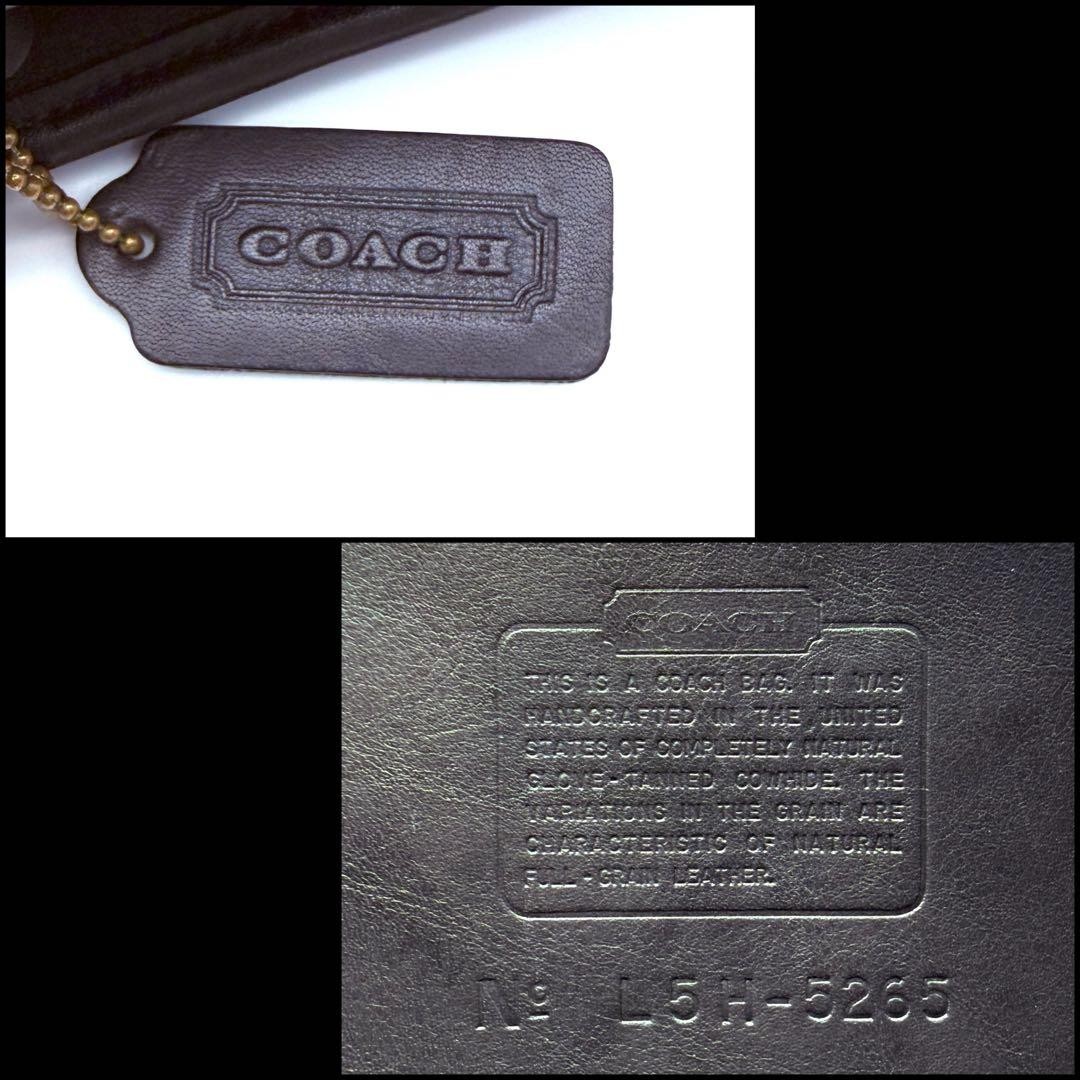 COACH
COACH
THIS IS A COACH BAG. IT WAS
HANDCRAFTED IN THE UNITED
STATES OF COMPLETELY NATURAL
GLOVE-TANNED COWHIDE. THE
VARIATIONS IN THE GRAIN ARE
CHARACTERISTIC OF NATURAL
FULL-GRAIN LEATHER.
Nº L5H-5265